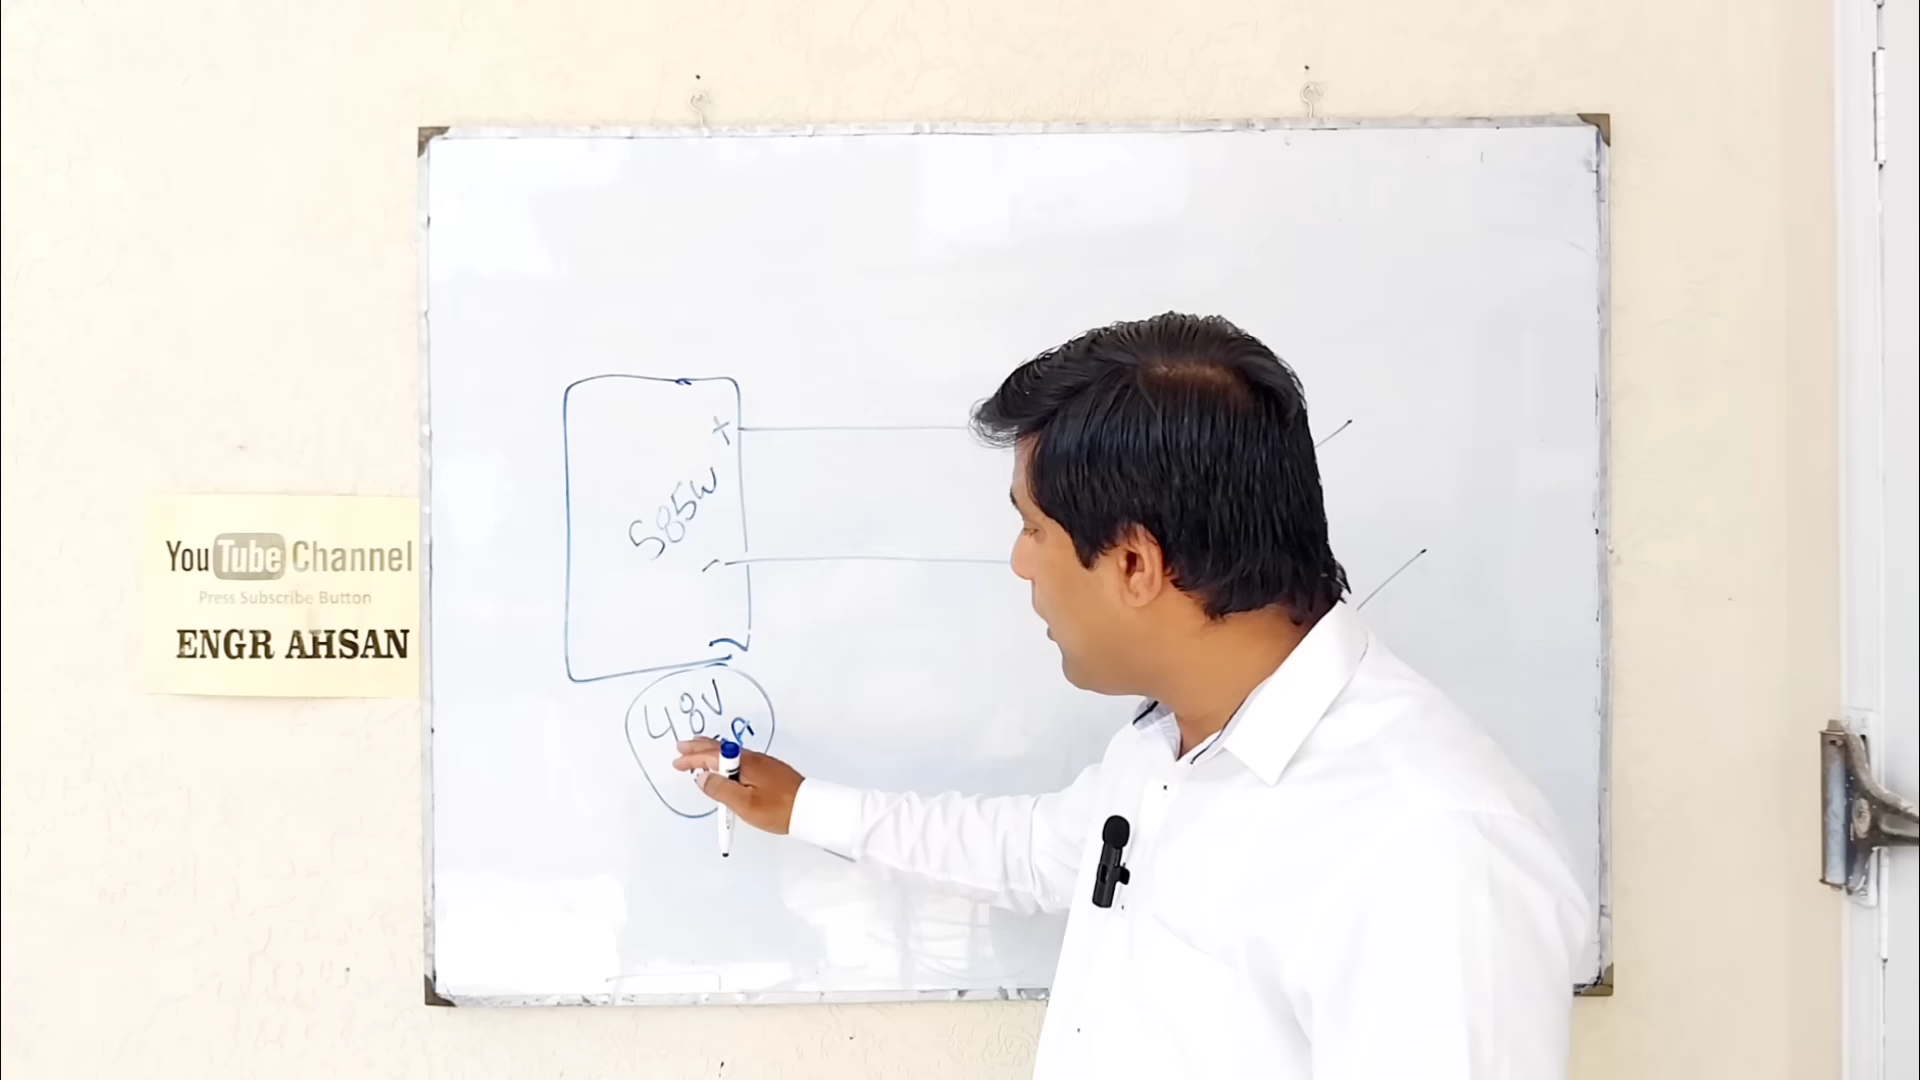 +
585W
-
48V
A
YouTube Channel
Press Subscribe Button
ENGR AHSAN